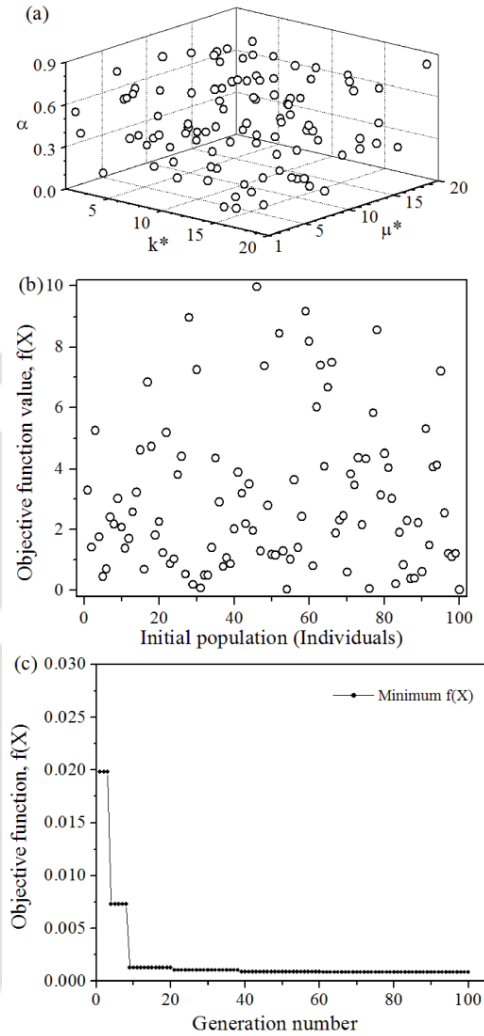 (a)
0.9
0.6
0.3
0.0
α
5
10
15
20
k*
1
5
10
15
20
μ*
(b)
10
8
6
4
2
0
Objective function value, f(X)
0 20 40 60 80 100
Initial population (Individuals)
(c)
0.030
0.025
0.020
0.015
0.010
0.005
0.000
Objective function, f(X)
Minimum f(X)
0 20 40 60 80 100
Generation number